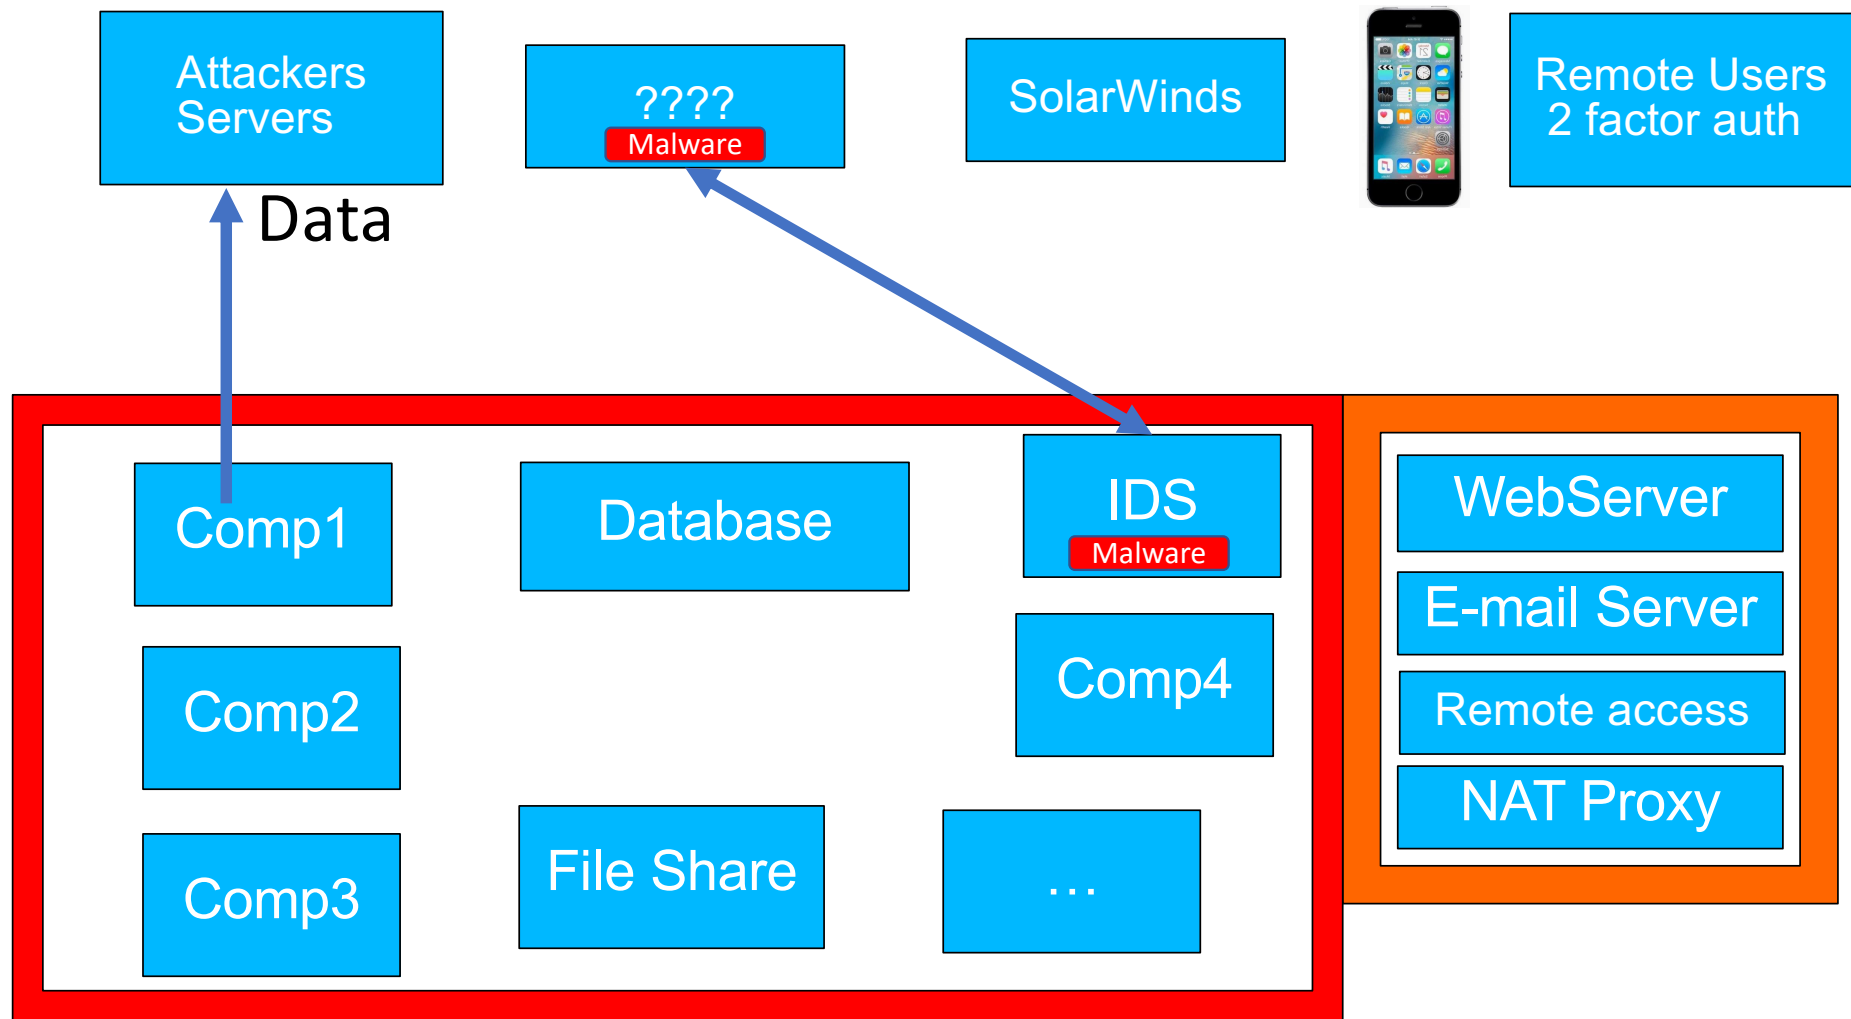 Attackers
Servers
????
Malware
SolarWinds
Remote Users
2 factor auth
Data
Comp1
Database
IDS
Malware
Comp2
Comp4
Comp3
File Share
...
WebServer
E-mail Server
Remote access
NAT Proxy